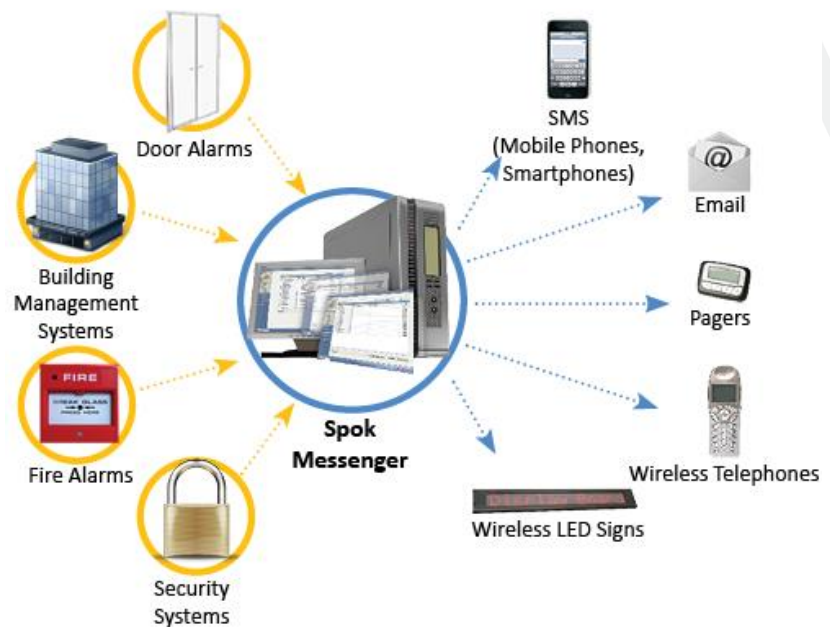 Door Alarms
SMS
(Mobile Phones,
Smartphones)
@
Email
Building
Management
Systems
Pagers
FIRE
Fire Alarms
Spok
Messenger
Wireless Telephones
Wireless LED Signs
Security
Systems